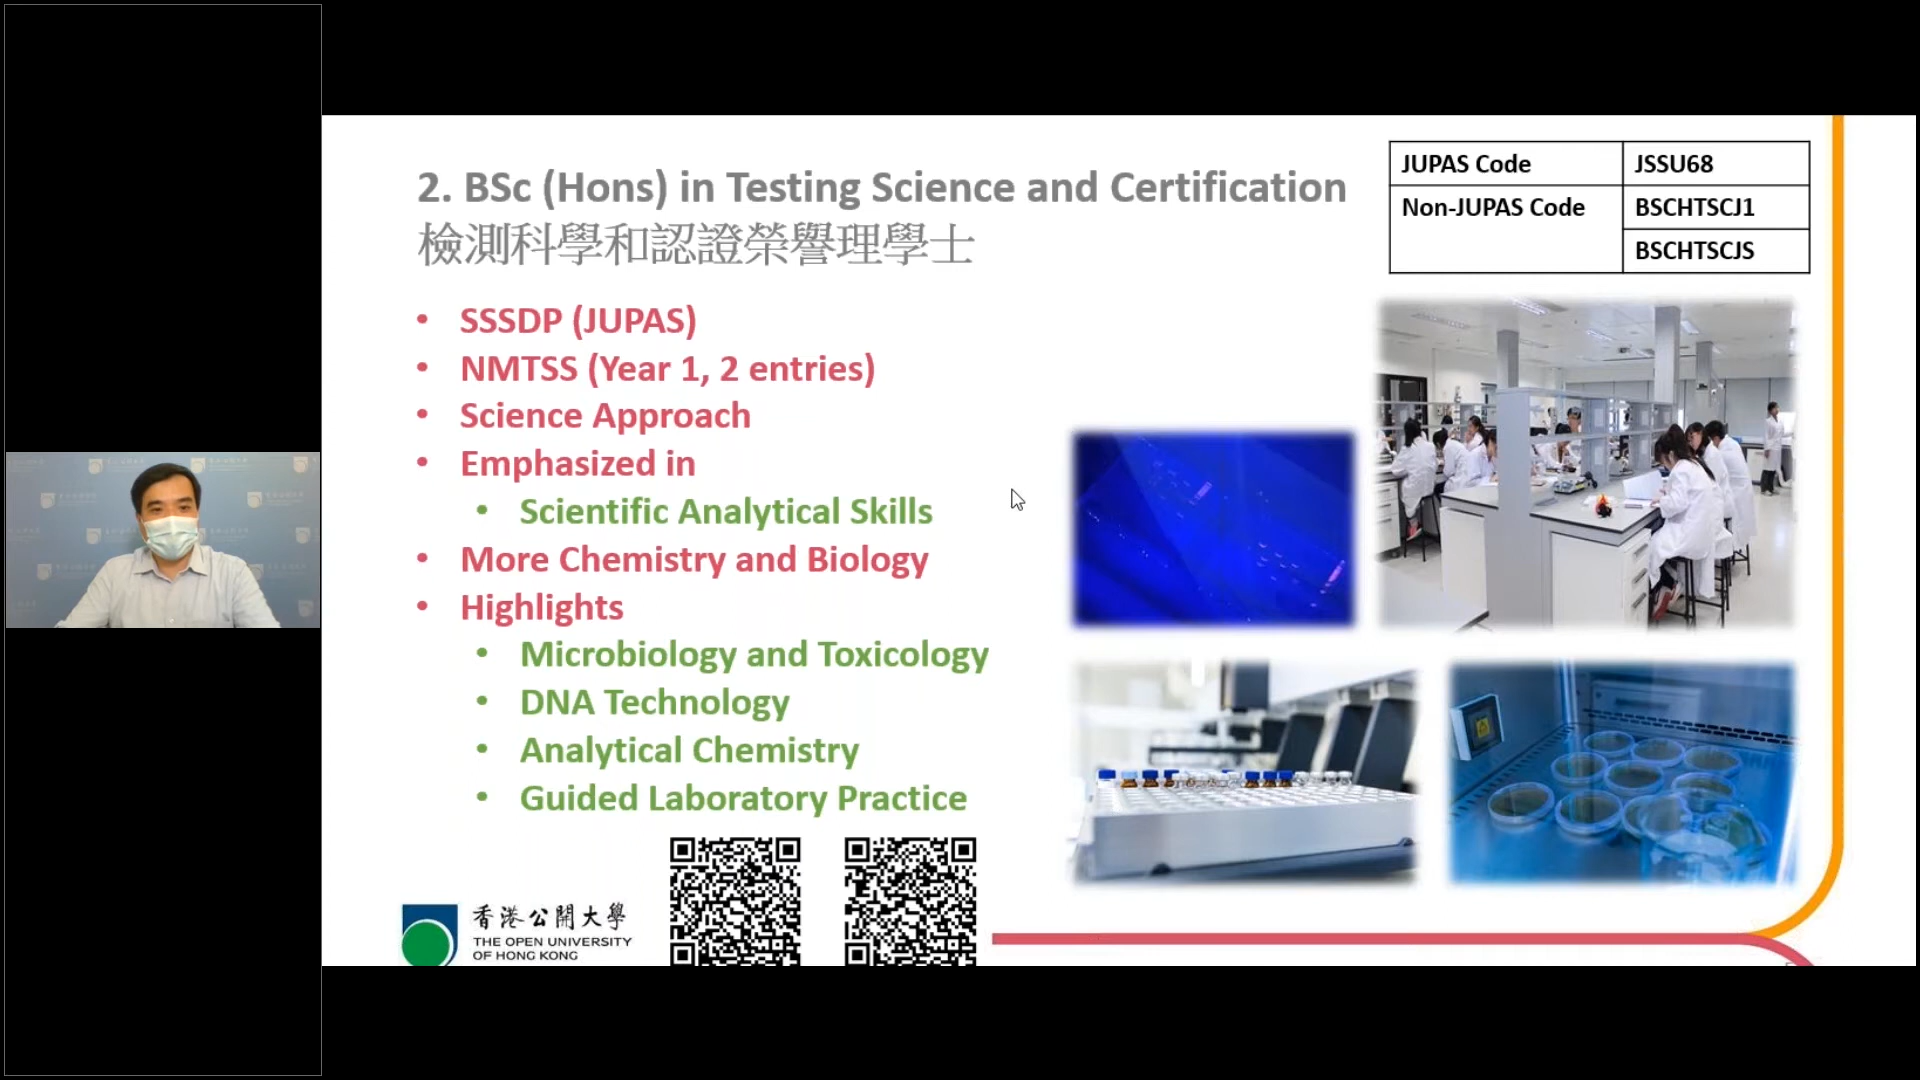 2. BSc (Hons) in Testing Science and Certification
檢測科學和認證榮譽理學士
JUPAS Code JSSU68
Non-JUPAS Code BSCHTSCJ1
BSCHTSCJS
• SSSDP (JUPAS)
• NMTSS (Year 1, 2 entries)
• Science Approach
• Emphasized in
• Scientific Analytical Skills
• More Chemistry and Biology
• Highlights
• Microbiology and Toxicology
• DNA Technology
• Analytical Chemistry
• Guided Laboratory Practice
香港公開大學
THE OPEN UNIVERSITY
OF HONG KONG